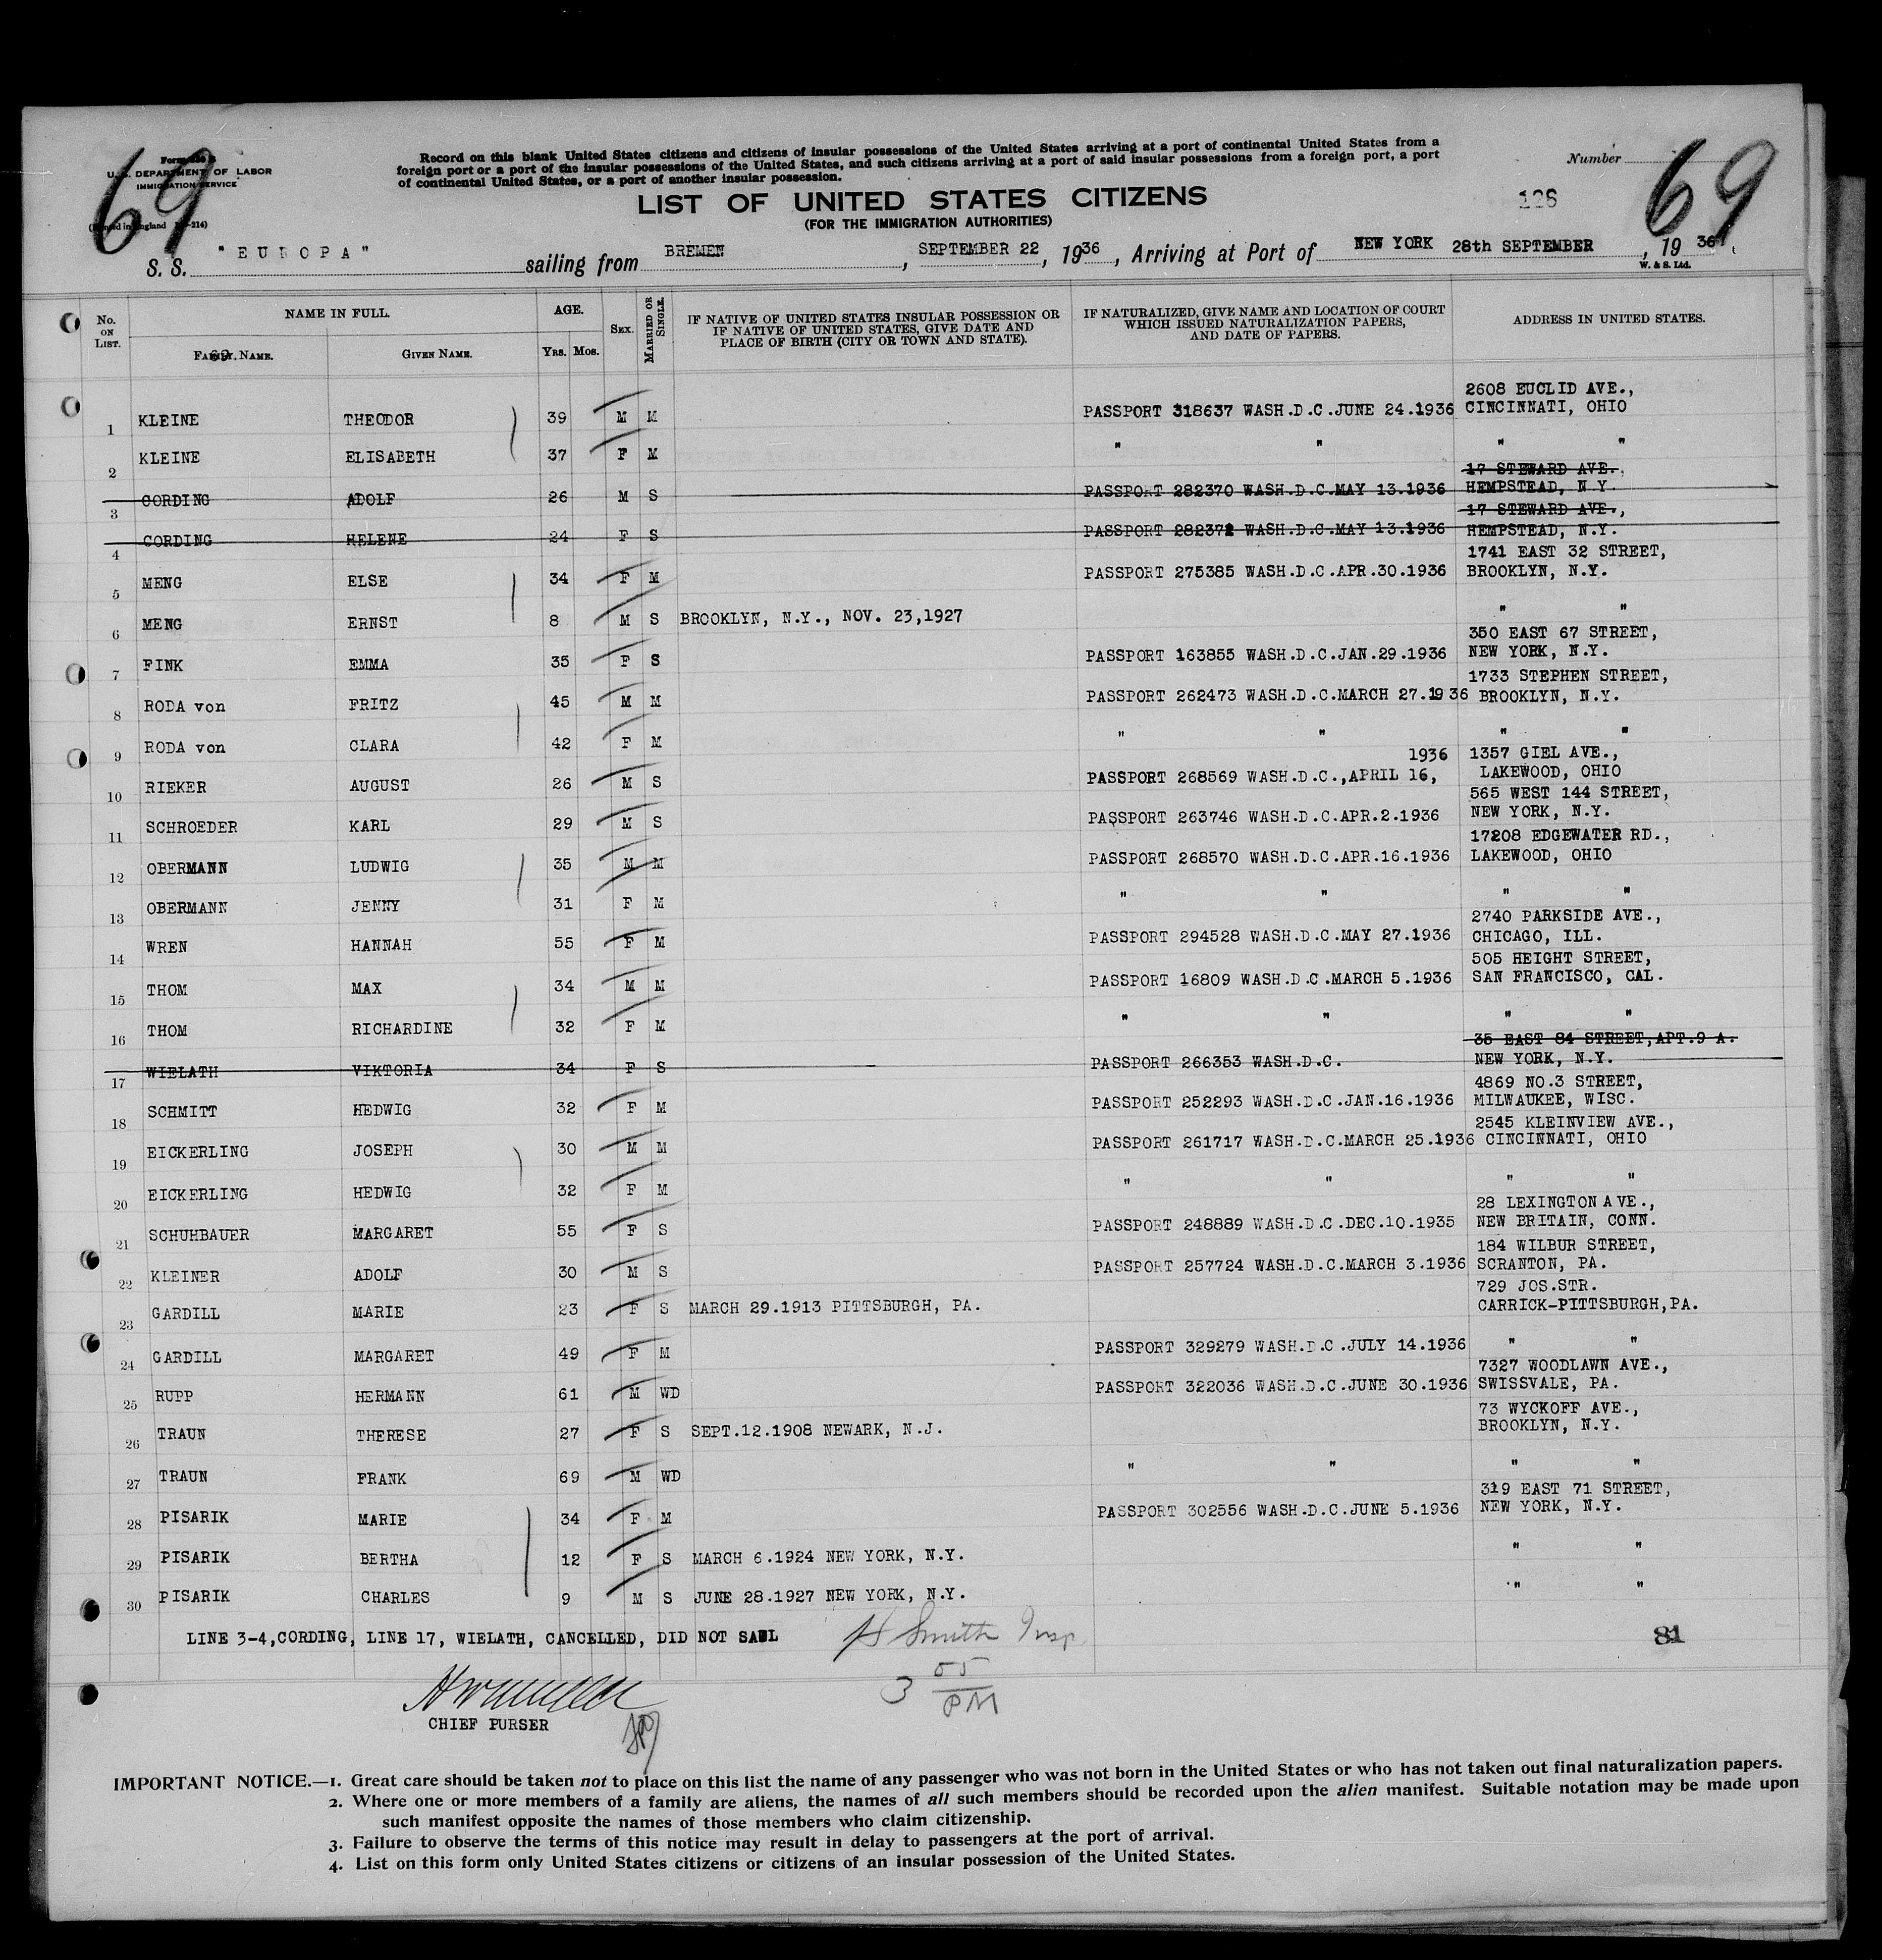 69
U.S. DEPARTMENT OF LABOR
IMMIGRATION SERVICE
Record on this blank United States citizens and citizens of insular possessions of the United States arriving at a port of continental United States from a
foreign port or a port of the insular possessions of the United States, and such citizens arriving at a port of said insular possessions from a foreign port, a port
of continental United States, or a port of another insular possession.
Number
69
LIST OF UNITED STATES CITIZENS
(FOR THE IMMIGRATION AUTHORITIES)
126
S. S. "EUROPA" sailing from BREMEN, SEPTEMBER 22, 1936, Arriving at Port of NEW YORK 28th SEPTEMBER, 1936
W. & S. Ltd.
No. ON LIST. NAME IN FULL. FAMILY NAME. GIVEN NAME. AGE. YRS. MOS. SEX. MARRIED OR SINGLE. IF NATIVE OF UNITED STATES INSULAR POSSESSION OR IF NATIVE OF UNITED STATES, GIVE DATE AND PLACE OF BIRTH (CITY OR TOWN AND STATE). IF NATURALIZED, GIVE NAME AND LOCATION OF COURT WHICH ISSUED NATURALIZATION PAPERS, AND DATE OF PAPERS. ADDRESS IN UNITED STATES.
1 KLEINE THEODOR 39 M M PASSPORT 318637 WASH.D.C.JUNE 24.1936 2608 EUCLID AVE., CINCINNATI, OHIO
2 KLEINE ELISABETH 37 F M " " " "
3 CORDING ADOLF 26 M S PASSPORT 282370 WASH.D.C.MAY 13.1936 17 STEWARD AVE., HEMPSTEAD, N.Y.
4 CORDING HELENE 24 F S PASSPORT 282371 WASH.D.C.MAY 13.1936 17 STEWARD AVE., HEMPSTEAD, N.Y.
5 MENG ELSE 34 F M PASSPORT 275385 WASH.D.C.APR.30.1936 1741 EAST 32 STREET, BROOKLYN, N.Y.
6 MENG ERNST 8 M S BROOKLYN, N.Y., NOV. 23,1927 " "
7 FINK EMMA 35 F S PASSPORT 163855 WASH.D.C.JAN.29.1936 350 EAST 67 STREET, NEW YORK, N.Y.
8 RODA von FRITZ 45 M M PASSPORT 262473 WASH.D.C.MARCH 27.1936 1733 STEPHEN STREET, BROOKLYN, N.Y.
9 RODA von CLARA 42 F M " " " "
10 RIEKER AUGUST 26 M S PASSPORT 268569 WASH.D.C.,APRIL 16, 1936 1357 GIEL AVE., LAKEWOOD, OHIO
11 SCHROEDER KARL 29 M S PASSPORT 263746 WASH.D.C.APR.2.1936 565 WEST 144 STREET, NEW YORK, N.Y.
12 OBERMANN LUDWIG 35 M M PASSPORT 268570 WASH.D.C.APR.16.1936 17208 EDGEWATER RD., LAKEWOOD, OHIO
13 OBERMANN JENNY 31 F M " " " "
14 WREN HANNAH 55 F M PASSPORT 294528 WASH.D.C.MAY 27.1936 2740 PARKSIDE AVE., CHICAGO, ILL.
15 THOM MAX 34 M M PASSPORT 16809 WASH.D.C.MARCH 5.1936 505 HEIGHT STREET, SAN FRANCISCO, CAL.
16 THOM RICHARDINE 32 F M " " " "
17 WIELATH VIKTORIA 34 F S PASSPORT 266353 WASH.D.C. 35 EAST 84 STREET,APT.9 A. NEW YORK, N.Y.
18 SCHMITT HEDWIG 32 F M PASSPORT 252293 WASH.D.C.JAN.16.1936 4869 NO.3 STREET, MILWAUKEE, WISC.
19 EICKERLING JOSEPH 30 M M PASSPORT 261717 WASH.D.C.MARCH 25.1936 2545 KLEINVIEW AVE., CINCINNATI, OHIO
20 EICKERLING HEDWIG 32 F M " " " "
21 SCHUHBAUER MARGARET 55 F S PASSPORT 248889 WASH.D.C.DEC.10.1935 28 LEXINGTON AVE., NEW BRITAIN, CONN.
22 KLEINER ADOLF 30 M S PASSPORT 257724 WASH.D.C.MARCH 3.1936 184 WILBUR STREET, SCRANTON, PA.
23 GARDILL MARIE 23 F S MARCH 29.1913 PITTSBURGH, PA. 729 JOS.STR. CARRICK-PITTSBURGH,PA.
24 GARDILL MARGARET 49 F M PASSPORT 329279 WASH.D.C.JULY 14.1936 " "
25 RUPP HERMANN 61 M WD PASSPORT 322036 WASH.D.C.JUNE 30.1936 7327 WOODLAWN AVE., SWISSVALE, PA.
26 TRAUN THERESE 27 F S SEPT.12.1908 NEWARK, N.J. 73 WYCKOFF AVE., BROOKLYN, N.Y.
27 TRAUN FRANK 69 M WD " " " "
28 PISARIK MARIE 34 F M PASSPORT 302556 WASH.D.C.JUNE 5.1936 319 EAST 71 STREET, NEW YORK, N.Y.
29 PISARIK BERTHA 12 F S MARCH 6.1924 NEW YORK, N.Y. " "
30 PISARIK CHARLES 9 M S JUNE 28.1927 NEW YORK, N.Y. " "
LINE 3-4,CORDING, LINE 17, WIELATH, CANCELLED, DID NOT SAIL
Smith Insp
81
3 05 PM
CHIEF PURSER
IMPORTANT NOTICE.—1. Great care should be taken not to place on this list the name of any passenger who was not born in the United States or who has not taken out final naturalization papers.
2. Where one or more members of a family are aliens, the names of all such members should be recorded upon the alien manifest. Suitable notation may be made upon
such manifest opposite the names of those members who claim citizenship.
3. Failure to observe the terms of this notice may result in delay to passengers at the port of arrival.
4. List on this form only United States citizens or citizens of an insular possession of the United States.